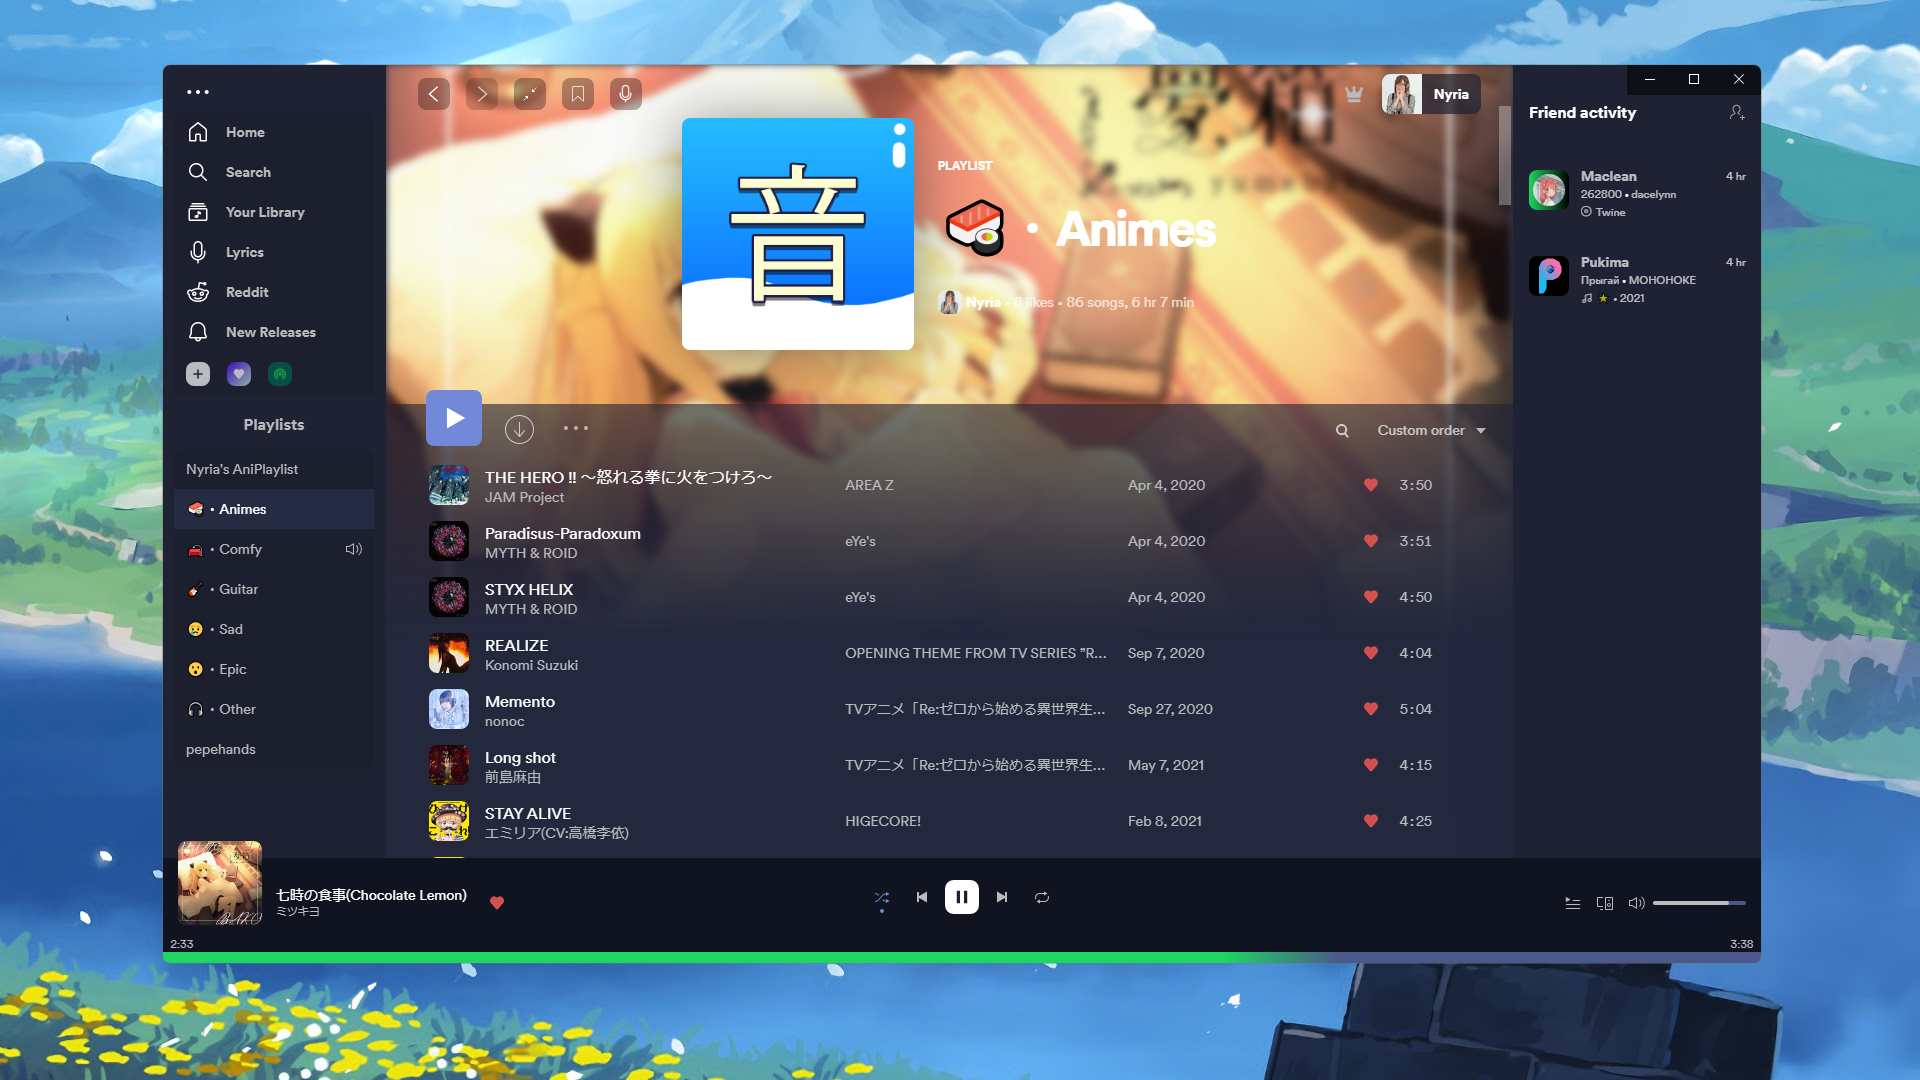 Home
Search
Your Library
Lyrics
Reddit
New Releases
Playlists
Nyria's AniPlaylist
• Animes
• Comfy
• Guitar
• Sad
• Epic
• Other
pepehands
音
PLAYLIST
• Animes
Nyria • 8 likes • 86 songs, 6 hr 7 min
Nyria
Custom order
THE HERO !! ～怒れる拳に火をつけろ～
JAM Project
AREA Z
Apr 4, 2020
3:50
Paradisus-Paradoxum
MYTH & ROID
eYe's
Apr 4, 2020
3:51
STYX HELIX
MYTH & ROID
eYe's
Apr 4, 2020
4:50
REALIZE
Konomi Suzuki
OPENING THEME FROM TV SERIES ”R...
Sep 7, 2020
4:04
Memento
nonoc
TVアニメ「Re:ゼロから始める異世界生...
Sep 27, 2020
5:04
Long shot
前島麻由
TVアニメ「Re:ゼロから始める異世界生...
May 7, 2021
4:15
STAY ALIVE
エミリア(CV:高橋李依)
HIGECORE!
Feb 8, 2021
4:25
Friend activity
Maclean
4 hr
262800 • dacelynn
Twine
Pukima
4 hr
Прыгай • МОНОНОКЕ
• 2021
七時の食事(Chocolate Lemon)
ミツキヨ
2:33
3:38